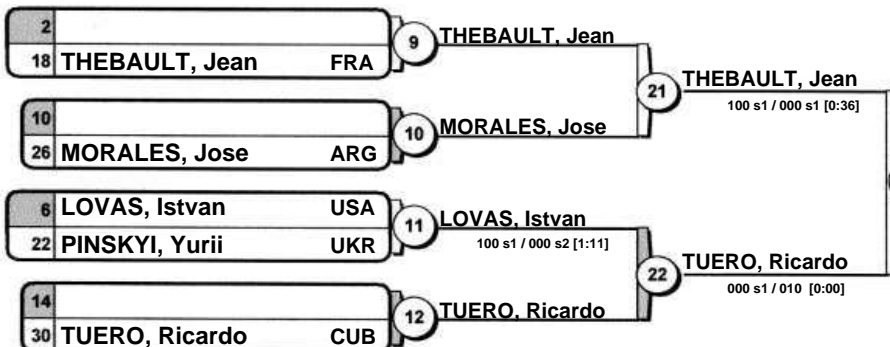 2
18 THEBAULT, Jean FRA
9
THEBAULT, Jean
10
26 MORALES, Jose ARG
10
MORALES, Jose
21
THEBAULT, Jean
100 s1 / 000 s1 [0:36]
6 LOVAS, Istvan USA
22 PINSKYI, Yurii UKR
11
LOVAS, Istvan
100 s1 / 000 s2 [1:11]
14
30 TUERO, Ricardo CUB
12
TUERO, Ricardo
22
TUERO, Ricardo
000 s1 / 010 [0:00]